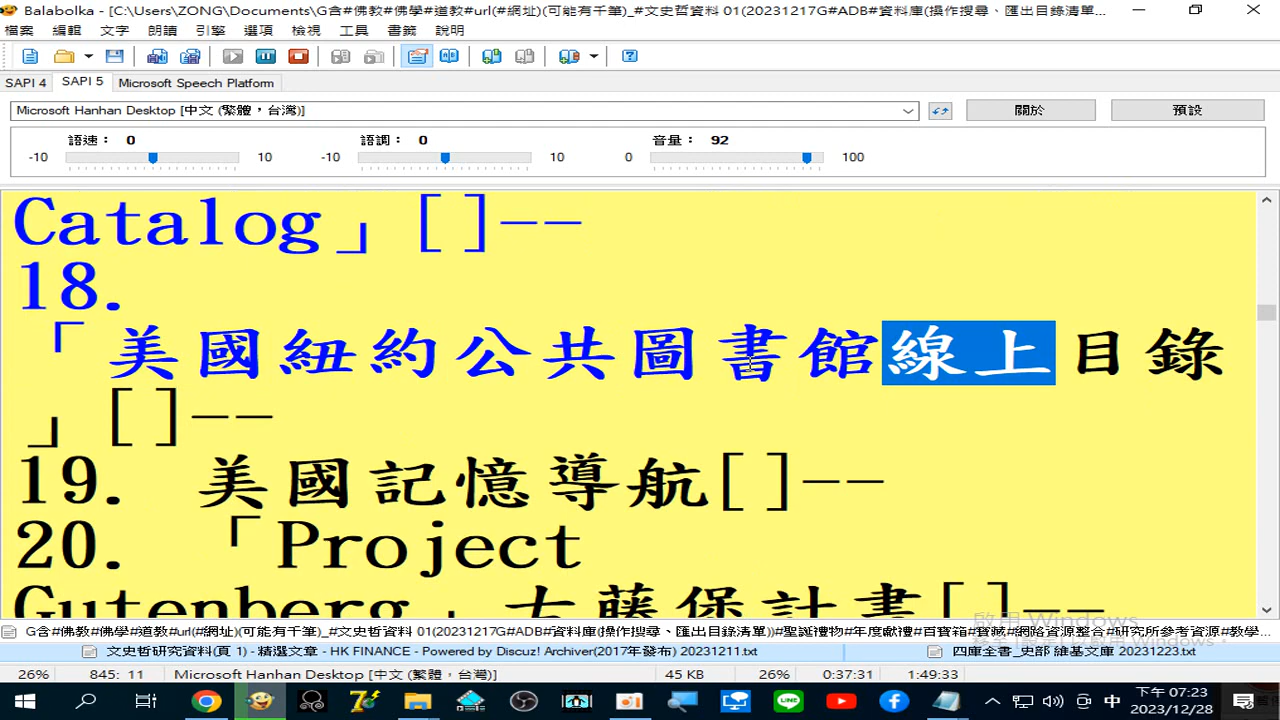 Balabolka - [C:\Users\ZONG\Documents\G含#佛教#佛學#道教#url(#網址)(可能有千筆)_#文史哲資料 01(20231217G#ADB#資料庫(操作搜尋、匯出目錄清單...
檔案 編輯 文字 朗讀 引擎 選項 檢視 工具 書籤 說明
SAPI 4 SAPI 5 Microsoft Speech Platform
Microsoft Hanhan Desktop [中文 (繁體，台灣)] 關於 預設
語速： 0 語調： 0 音量： 92
-10 10 -10 10 0 100
Catalog」[]--
18.
「美國紐約公共圖書館線上目錄
」[]--
19. 美國記憶導航[]--
20. 「Project
Gutenberg」古藤保計畫[]--
啟用 Windows
G含#佛教#佛學#道教#url(#網址)(可能有千筆)_#文史哲資料 01(20231217G#ADB#資料庫(操作搜尋、匯出目錄清單))#聖誕禮物#年度獻禮#百寶箱#寶城#網路資源整合#研究所參考資源#教學...
文史哲研究資料(頁 1) - 精選文章 - HK FINANCE - Powered by Discuz! Archiver(2017年發布) 20231211.txt 四庫全書_史部 維基文庫 20231223.txt
26% 845: 11 Microsoft Hanhan Desktop [中文 (繁體，台灣)] 45 KB 26% 0:37:31 1:49:33
中 下午 07:23
2023/12/28